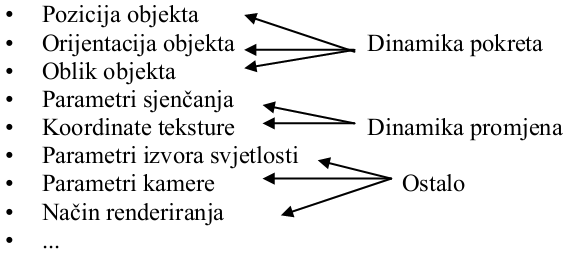 • Pozicija objekta
• Orijentacija objekta Dinamika pokreta
• Oblik objekta
• Parametri sjenčanja
• Koordinate teksture Dinamika promjena
• Parametri izvora svjetlosti
• Parametri kamere Ostalo
• Način renderiranja
• ...